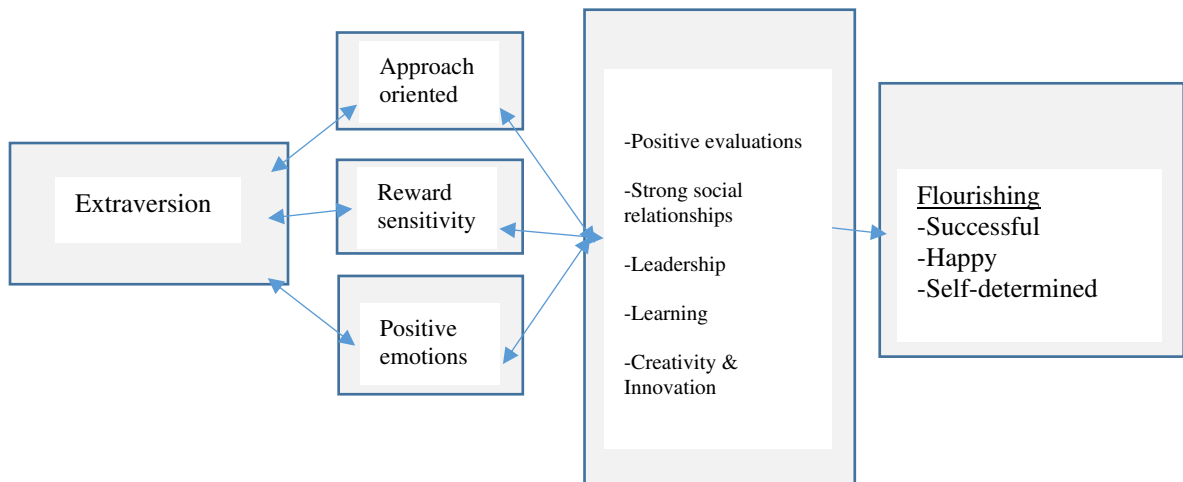 Extraversion
Approach
oriented
Reward
sensitivity
Positive
emotions
-Positive evaluations
-Strong social
relationships
-Leadership
-Learning
-Creativity &
Innovation
Flourishing
-Successful
-Happy
-Self-determined